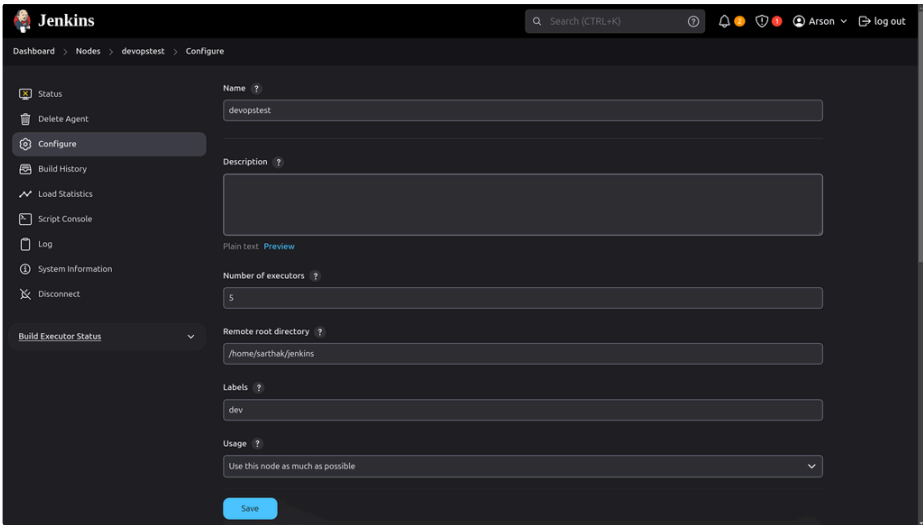 Jenkins
Search (CTRL+K) ?
2 1 Arson log out
Dashboard > Nodes > devopstest > Configure
Status
Delete Agent
Configure
Build History
Load Statistics
Script Console
Log
System Information
Disconnect
Build Executor Status
Name ?
devopstest
Description ?
Plain text Preview
Number of executors ?
5
Remote root directory ?
/home/sarthak/jenkins
Labels ?
dev
Usage ?
Use this node as much as possible
Save